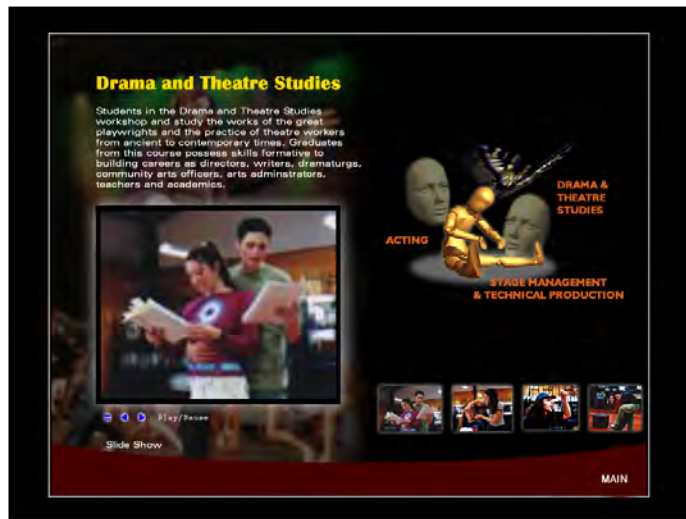 Drama and Theatre Studies
Students in the Drama and Theatre Studies
workshop and study the works of the great
playwrights and the practice of theatre workers
from ancient to contemporary times. Graduates
from this course possess skills formative to
building careers as directors, writers, dramaturgs,
community arts officers, arts adminstrators,
teachers and academics.
DRAMA &
THEATRE
STUDIES
ACTING
STAGE MANAGEMENT
& TECHNICAL PRODUCTION
Play/Pause
Slide Show
MAIN